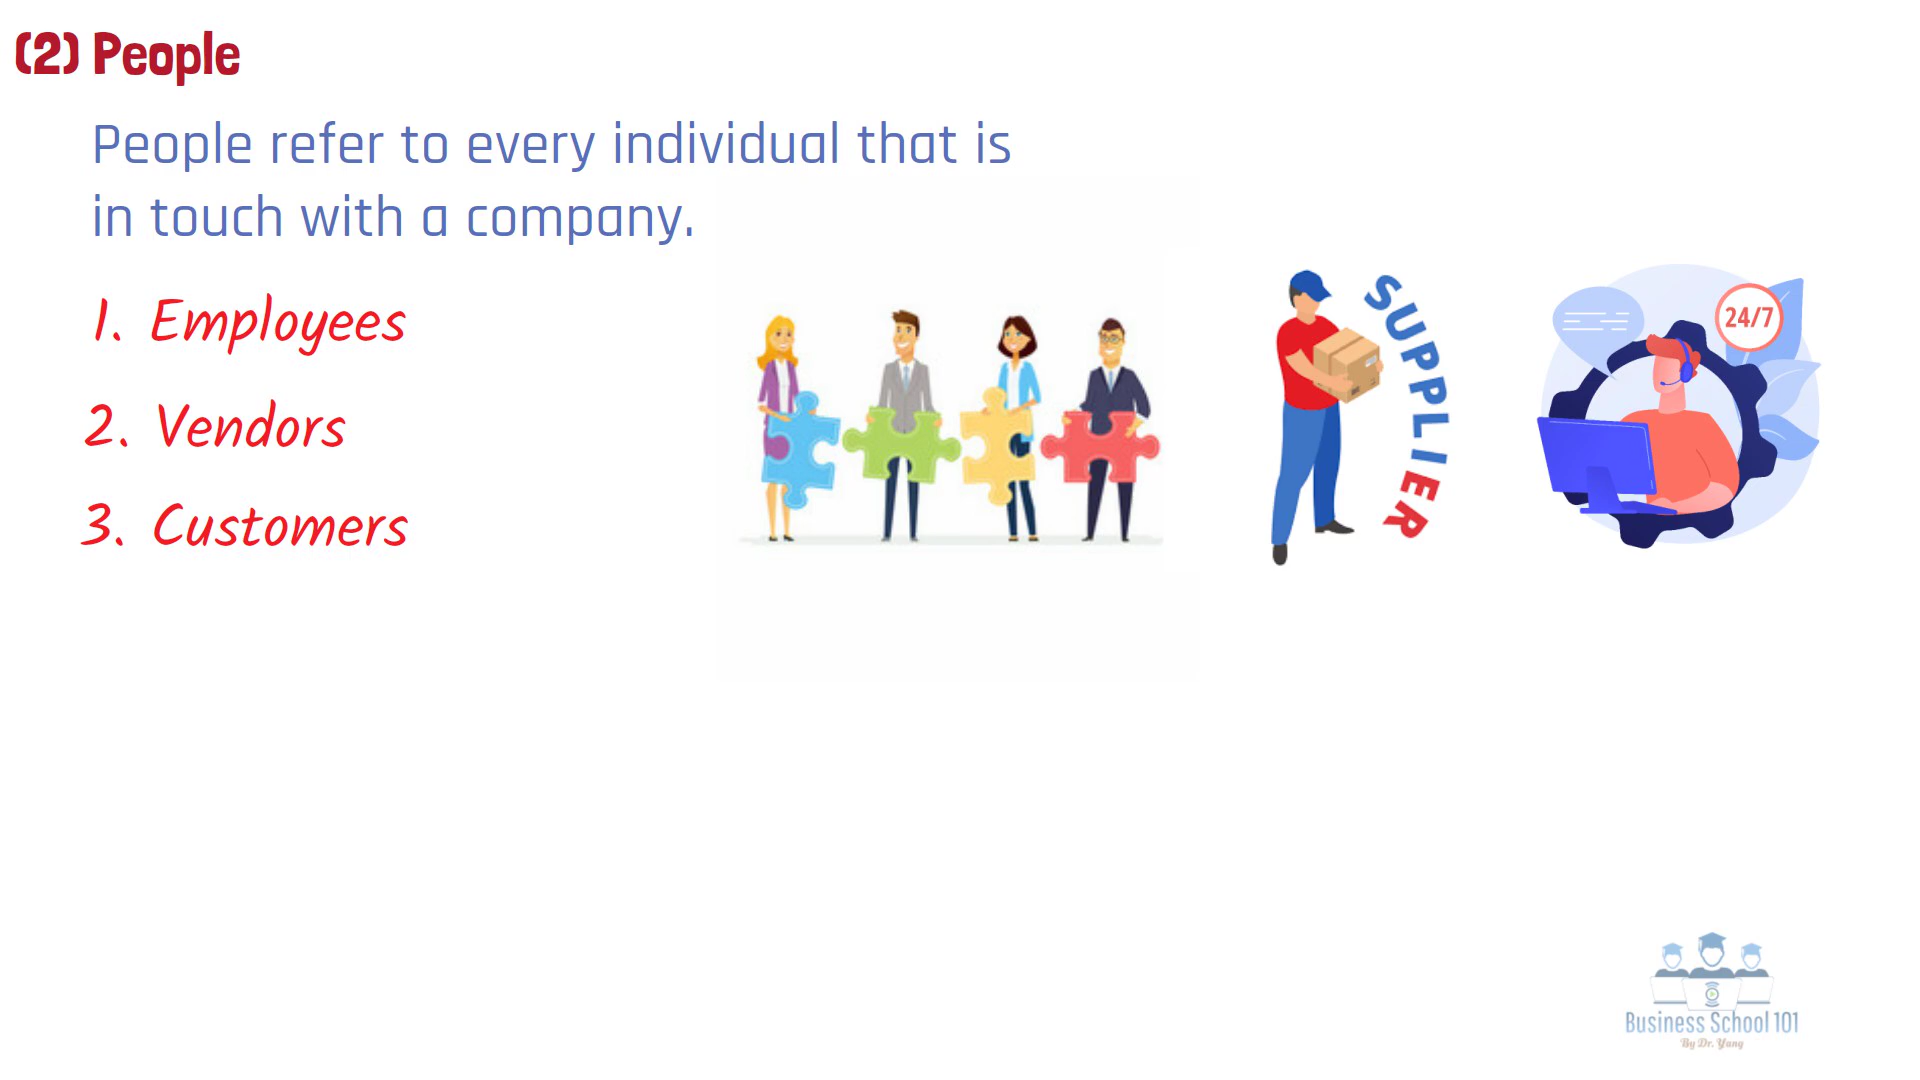 (2) People
People refer to every individual that is
in touch with a company.
1. Employees
2. Vendors
3. Customers
SUPPLIER
24/7
Business School 101
By Dr. Yang